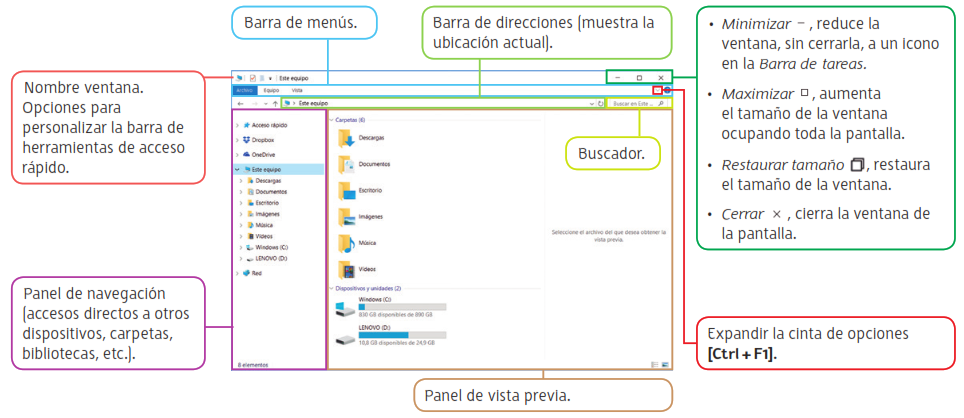 Barra de menús.
Barra de direcciones (muestra la
ubicación actual).
• Minimizar − , reduce la
ventana, sin cerrarla, a un icono
en la Barra de tareas.
• Maximizar □ , aumenta
el tamaño de la ventana
ocupando toda la pantalla.
• Restaurar tamaño , restaura
el tamaño de la ventana.
• Cerrar × , cierra la ventana de
la pantalla.
Nombre ventana.
Opciones para
personalizar la barra de
herramientas de acceso
rápido.
Este equipo
Archivo Equipo Vista
Este equipo
Buscar en Este ...
Buscador.
Acceso rápido
Dropbox
OneDrive
Este equipo
Descargas
Documentos
Escritorio
Imágenes
Música
Vídeos
Windows (C:)
LENOVO (D:)
Red
8 elementos
Carpetas (6)
Descargas
Documentos
Escritorio
Imágenes
Música
Vídeos
Dispositivos y unidades (2)
Windows (C:)
830 GB disponibles de 890 GB
LENOVO (D:)
10,8 GB disponibles de 24,9 GB
Seleccione el archivo del que desea obtener la
vista previa.
Panel de navegación
(accesos directos a otros
dispositivos, carpetas,
bibliotecas, etc.).
Expandir la cinta de opciones
[Ctrl + F1].
Panel de vista previa.